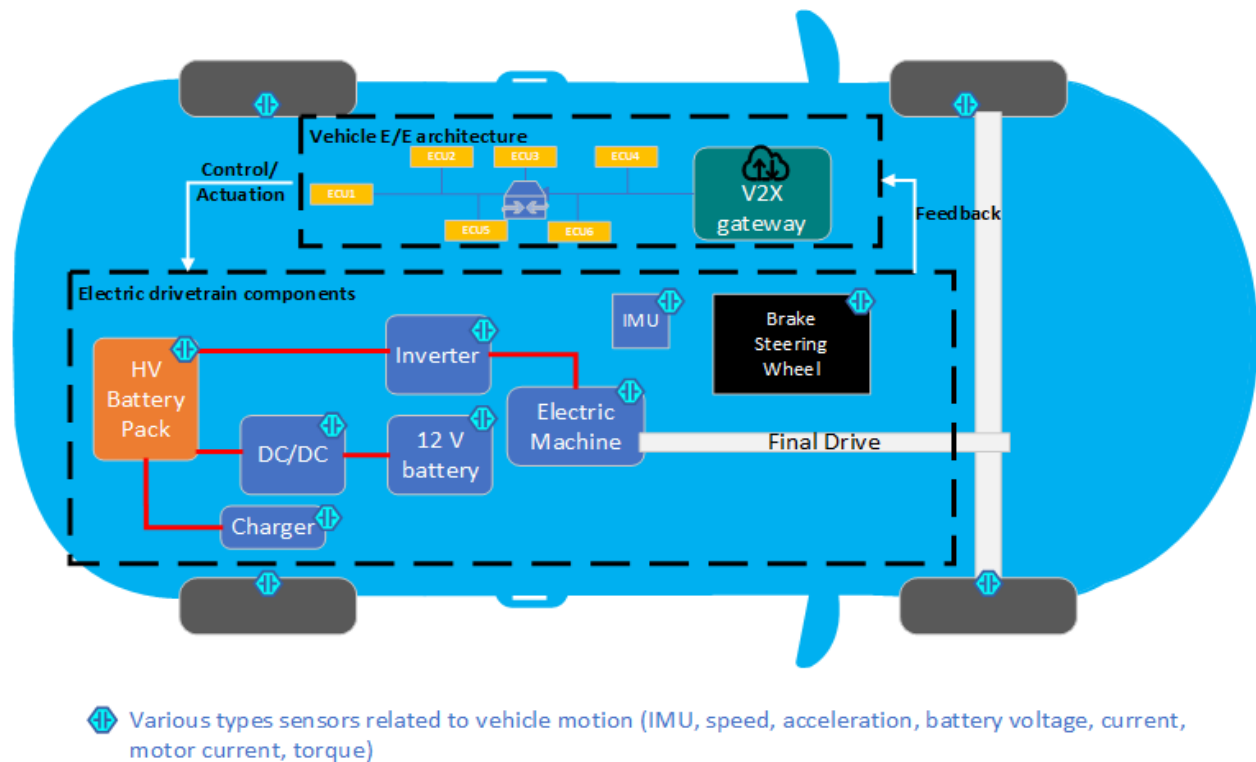 Vehicle E/E architecture
ECU2
ECU3
ECU4
Control/
Actuation
ECU1
V2X
gateway
ECU5
ECU6
Feedback
Electric drivetrain components
IMU
Brake
Steering
Wheel
Inverter
HV
Battery
Pack
Electric
Machine
Final Drive
DC/DC
12 V
battery
Charger
Various types sensors related to vehicle motion (IMU, speed, acceleration, battery voltage, current,
motor current, torque)